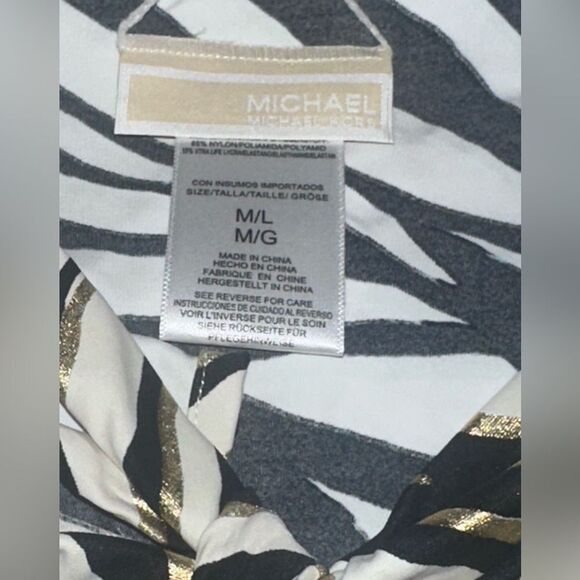 MICHAEL
MICHAEL KORS
85% NYLON/POLIAMIDA/POLYAMID
CON INSUMOS IMPORTADOS
SIZE/TALLA/TAILLE/ GRÖSE
M/L
M/G
MADE IN CHINA
HECHO EN CHINA
FABRIQUE EN CHINE
HERGESTELLT IN CHINA
SEE REVERSE FOR CARE
INSTRUCCIONES DE CUIDADO AL REVERSO
VOIR L'INVERSE POUR LE SOIN
SIEHE RÜCKSEITE FÜR
PFLEGEHINWEISE